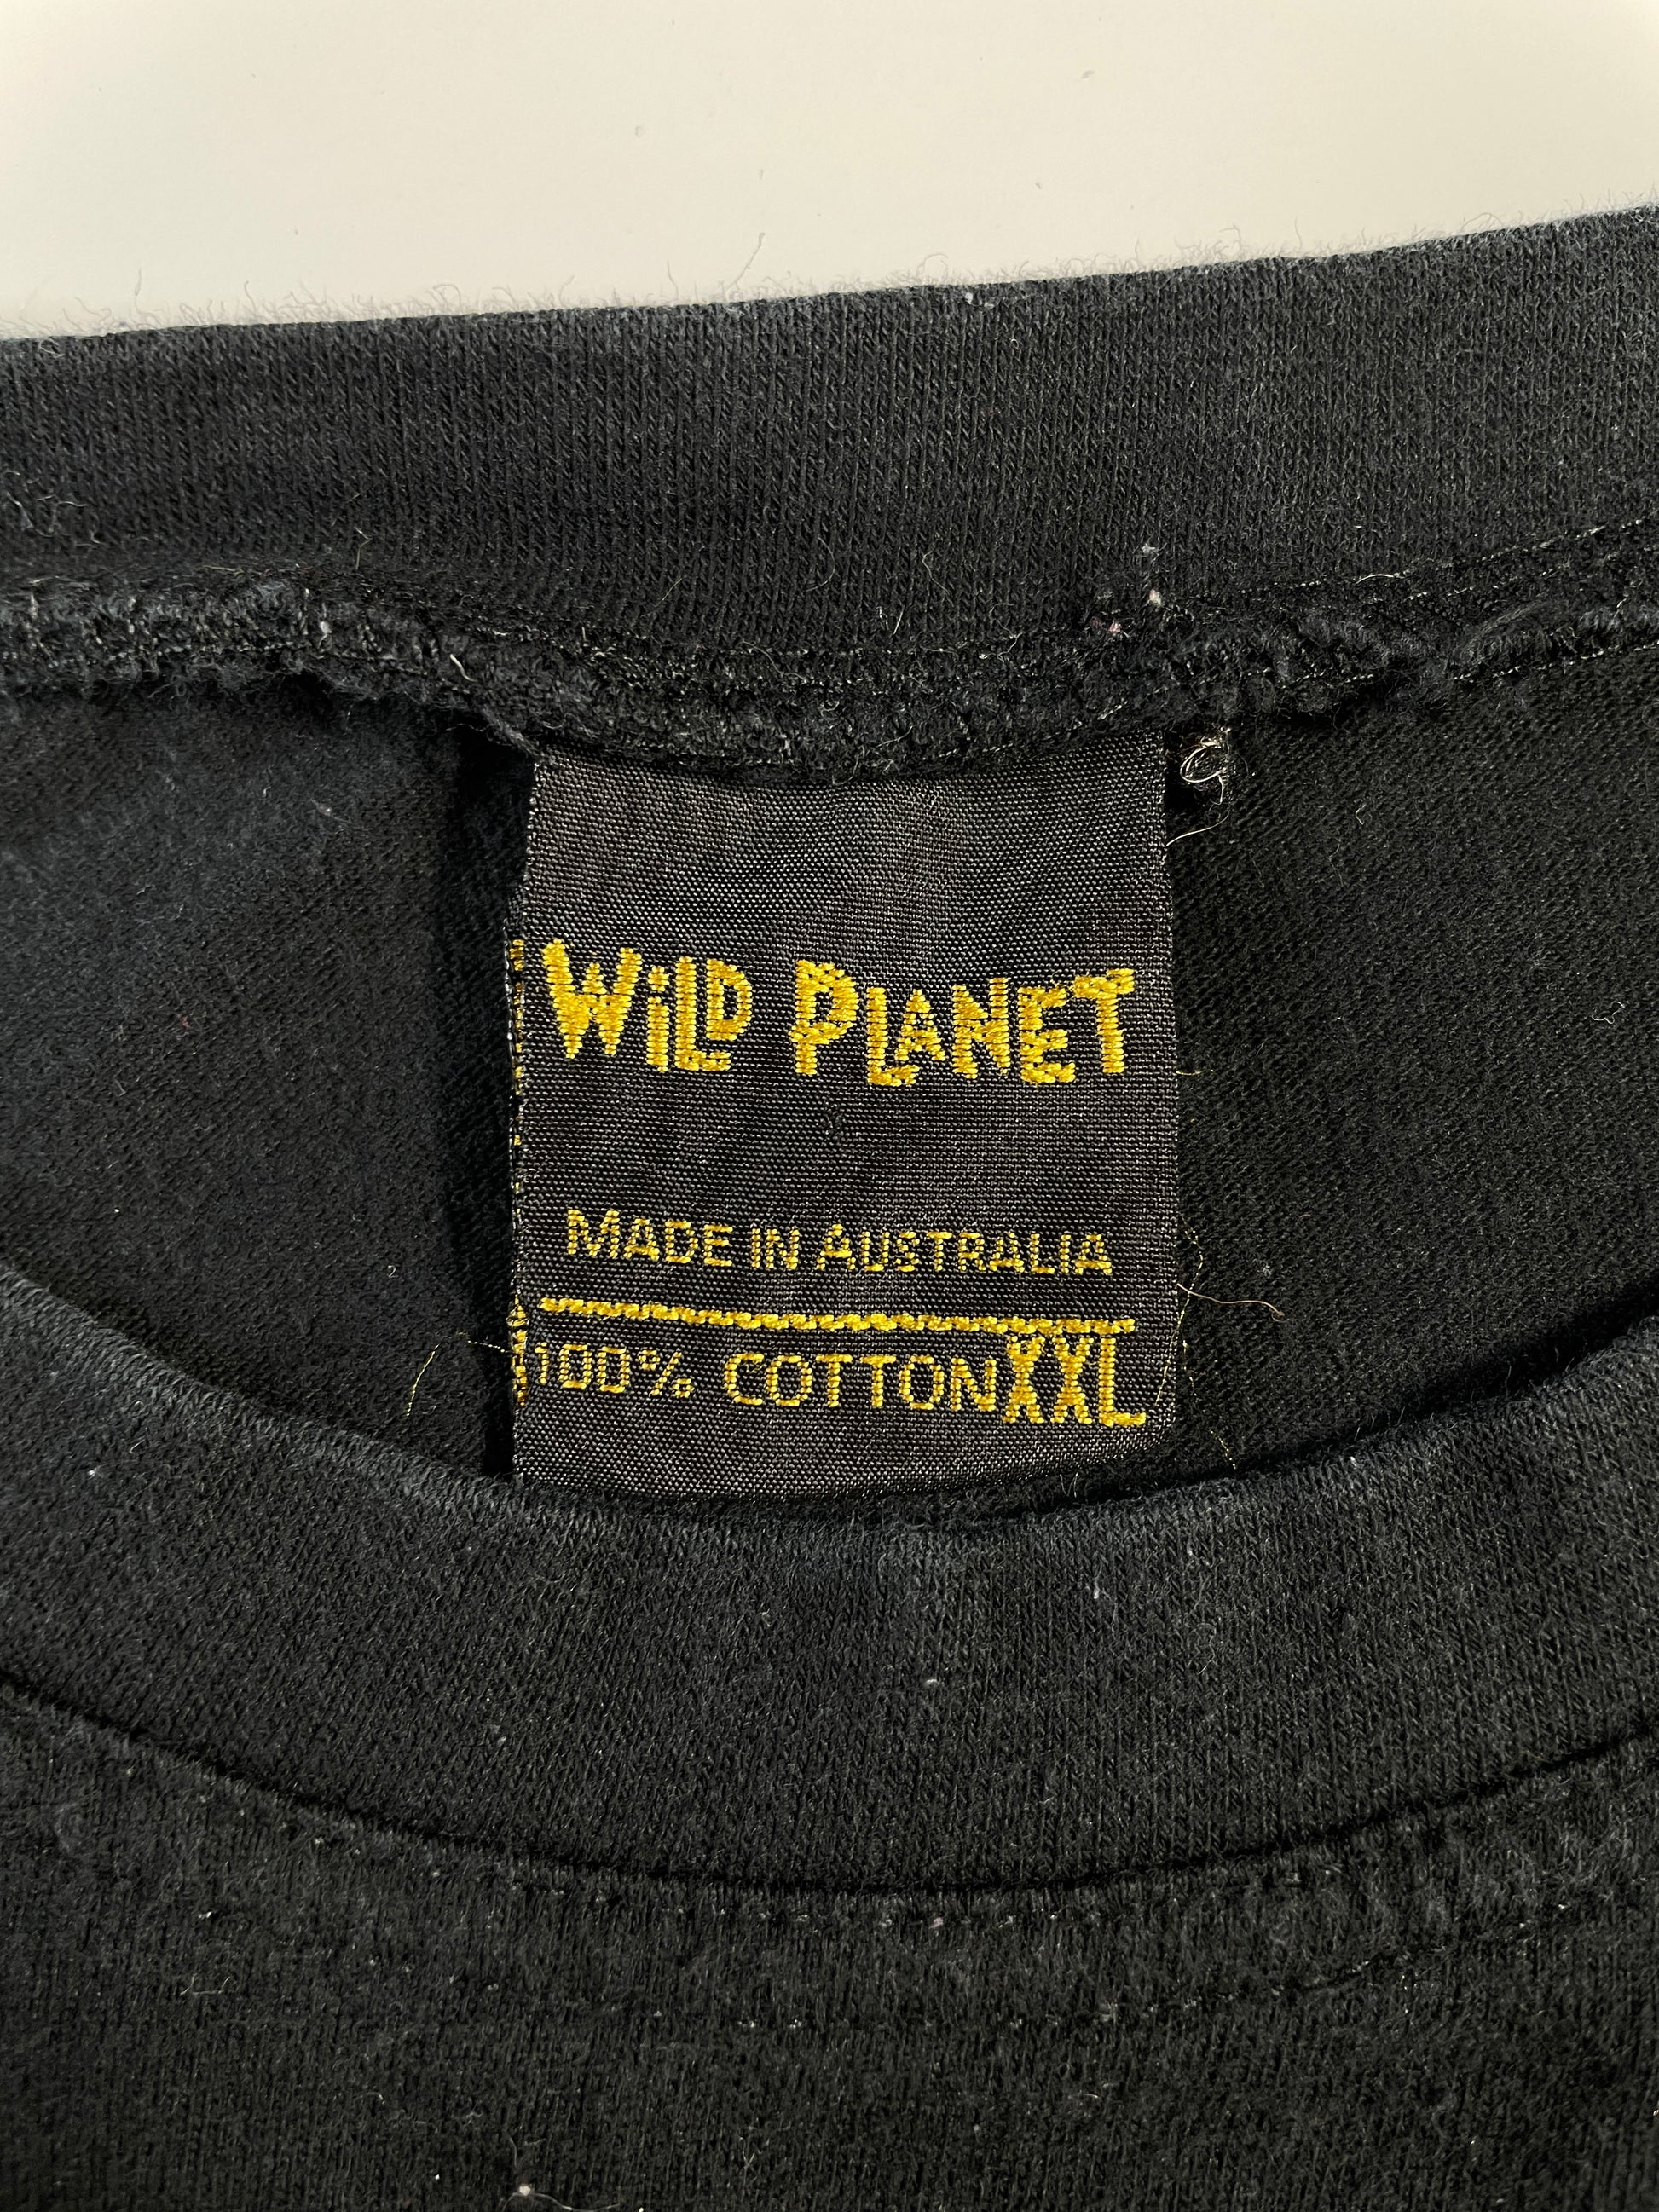 WiLD PLANET
MADE IN AUSTRALIA
100% COTTON XXL